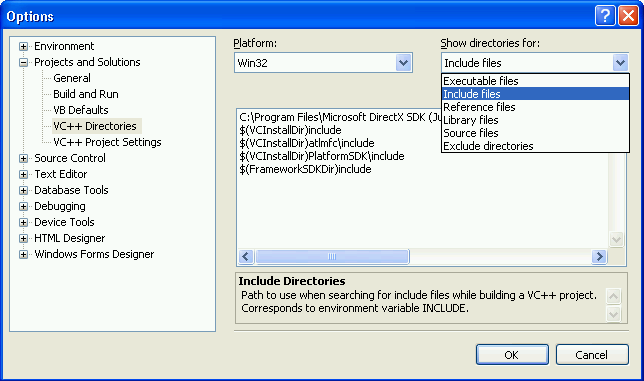 Options
Environment
Projects and Solutions
General
Build and Run
VB Defaults
VC++ Directories
VC++ Project Settings
Source Control
Text Editor
Database Tools
Debugging
Device Tools
HTML Designer
Windows Forms Designer
Platform:
Win32
Show directories for:
Include files
Executable files
Include files
Reference files
Library files
Source files
Exclude directories
C:\Program Files\Microsoft DirectX SDK (Ju
$(VCInstallDir)include
$(VCInstallDir)atlmfc\include
$(VCInstallDir)PlatformSDK\include
$(FrameworkSDKDir)include
Include Directories
Path to use when searching for include files while building a VC++ project.
Corresponds to environment variable INCLUDE.
OK
Cancel